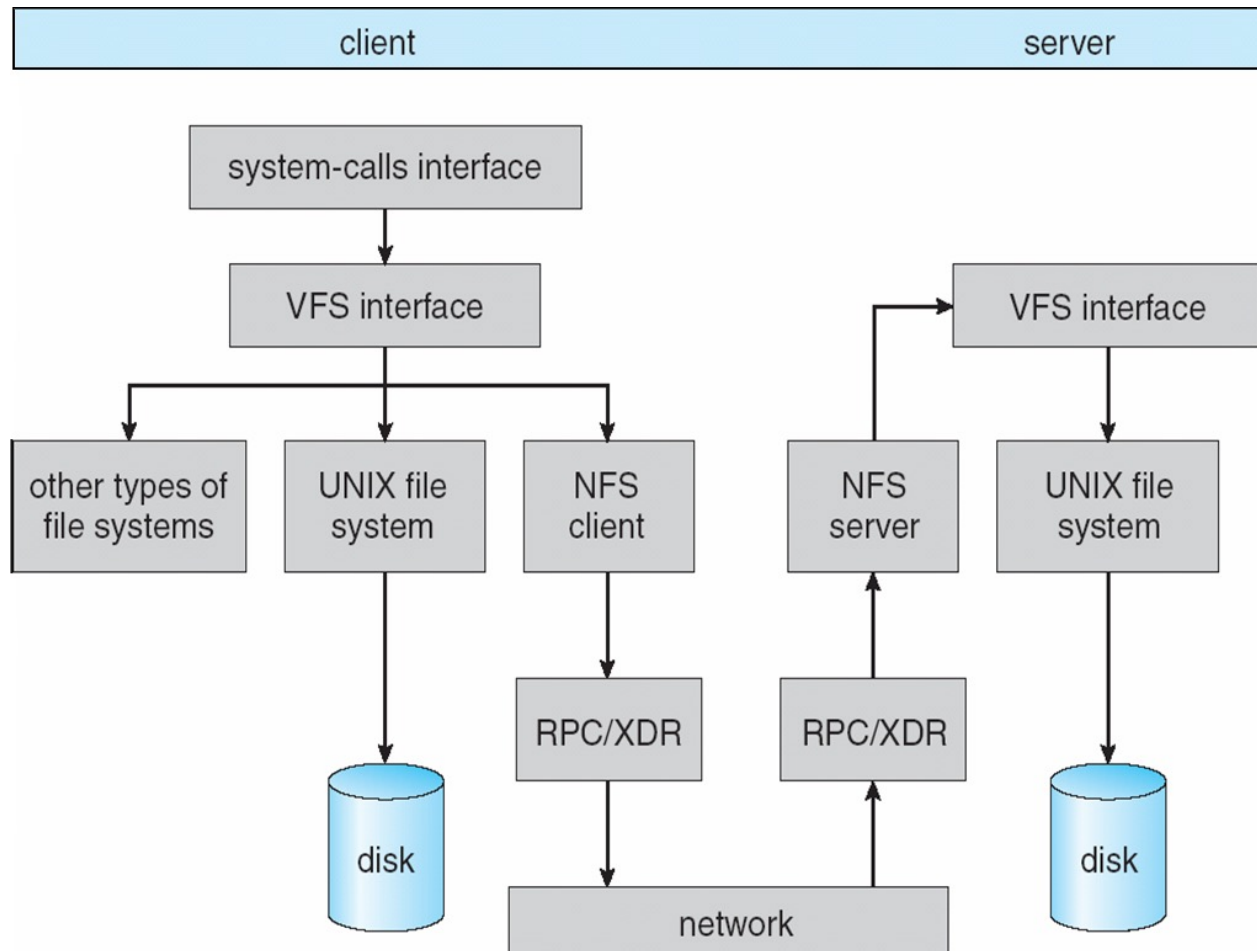 client
server
system-calls interface
VFS interface
VFS interface
other types of
file systems
UNIX file
system
NFS
client
NFS
server
UNIX file
system
RPC/XDR
RPC/XDR
disk
disk
network